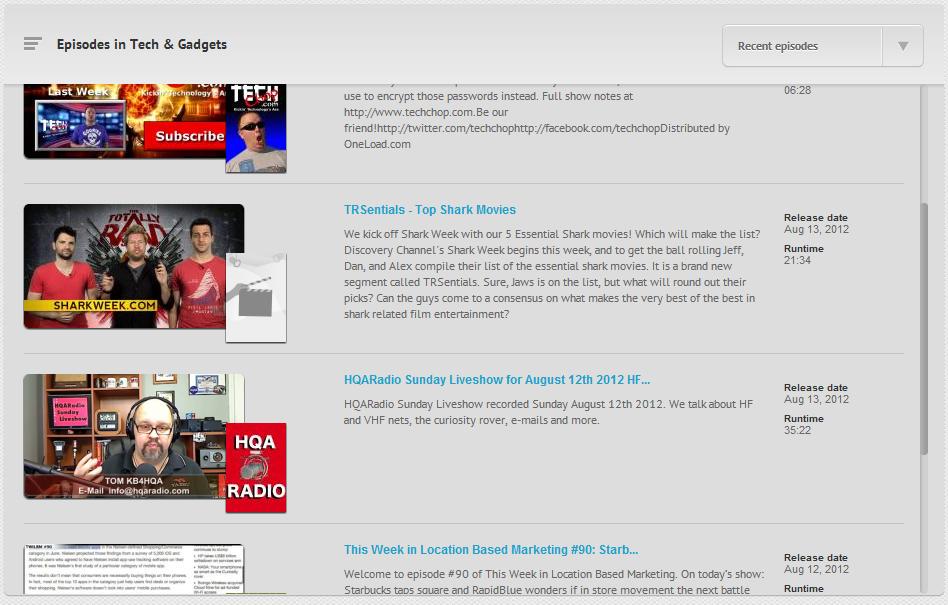 Episodes in Tech & Gadgets
Recent episodes
Last Week
Kickin' Technology's Ass
Subscribe
TECH
.com
Kickin' Technology's Ass
use to encrypt those passwords instead. Full show notes at
http://www.techchop.com.Be our
friend!http://twitter.com/techchophttp://facebook.com/techchopDistributed by
OneLoad.com
06:28
THE
TOTALLY
RAD
SHARKWEEK.COM
TRSentials - Top Shark Movies
We kick off Shark Week with our 5 Essential Shark movies! Which will make the list?
Discovery Channel's Shark Week begins this week, and to get the ball rolling Jeff,
Dan, and Alex compile their list of the essential shark movies. It is a brand new
segment called TRSentials. Sure, Jaws is on the list, but what will round out their
picks? Can the guys come to a consensus on what makes the very best of the best in
shark related film entertainment?
Release date
Aug 13, 2012
Runtime
21:34
HQARadio
Sunday
Liveshow
TOM KB4HQA
E-Mail info@hqaradio.com
HQA
RADIO
HQARadio Sunday Liveshow for August 12th 2012 HF...
HQARadio Sunday Liveshow recorded Sunday August 12th 2012. We talk about HF
and VHF nets, the curiosity rover, e-mails and more.
Release date
Aug 13, 2012
Runtime
35:22
This Week in Location Based Marketing #90: Starb...
Welcome to episode #90 of This Week in Location Based Marketing. On today's show:
Starbucks taps square and RapidBlue wonders if in store movement the next battle
Release date
Aug 12, 2012
Runtime